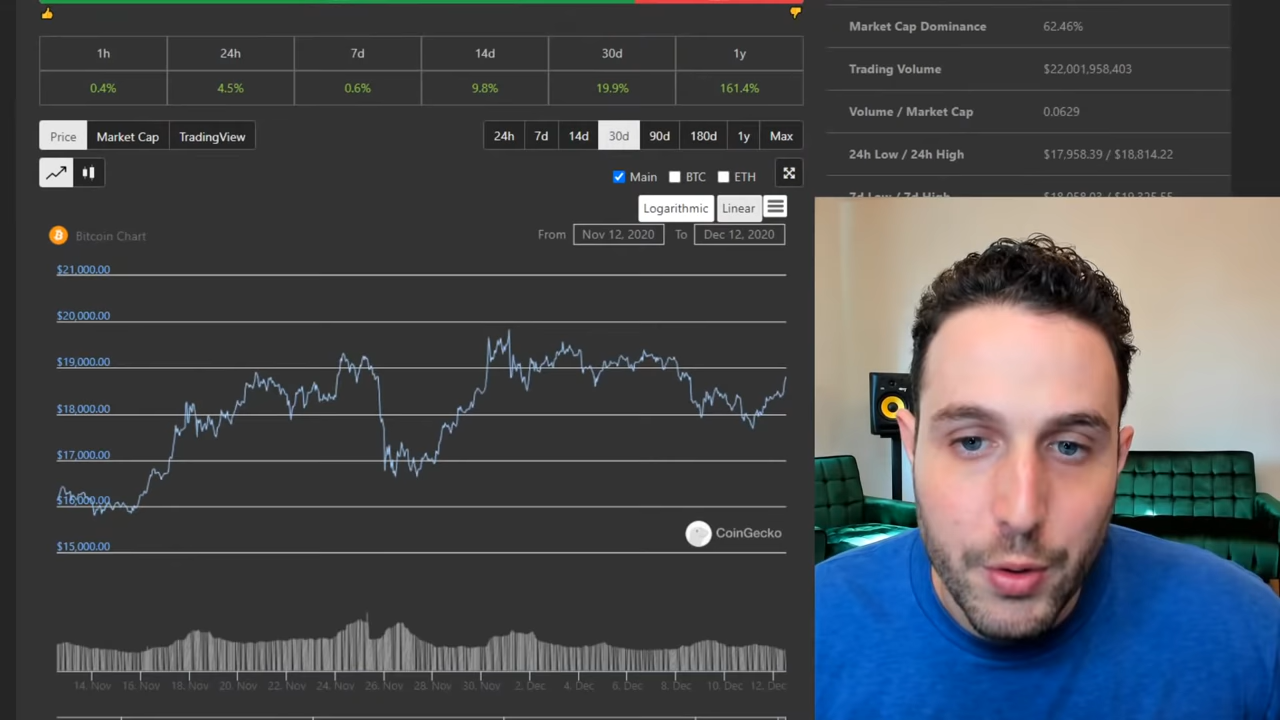 Market Cap Dominance 62.46%
1h 24h 7d 14d 30d 1y
Trading Volume $22,001,958,403
0.4% 4.5% 0.6% 9.8% 19.9% 161.4%
Volume / Market Cap 0.0629
Price Market Cap TradingView 24h 7d 14d 30d 90d 180d 1y Max
24h Low / 24h High $17,958.39 / $18,814.22
Main BTC ETH
7d Low / 7d High
Logarithmic Linear
Bitcoin Chart From Nov 12, 2020 To Dec 12, 2020
$21,000.00
$20,000.00
$19,000.00
$18,000.00
$17,000.00
$16,000.00
CoinGecko
$15,000.00
14. Nov 16. Nov 18. Nov 20. Nov 22. Nov 24. Nov 26. Nov 28. Nov 30. Nov 2. Dec 4. Dec 6. Dec 8. Dec 10. Dec 12. Dec